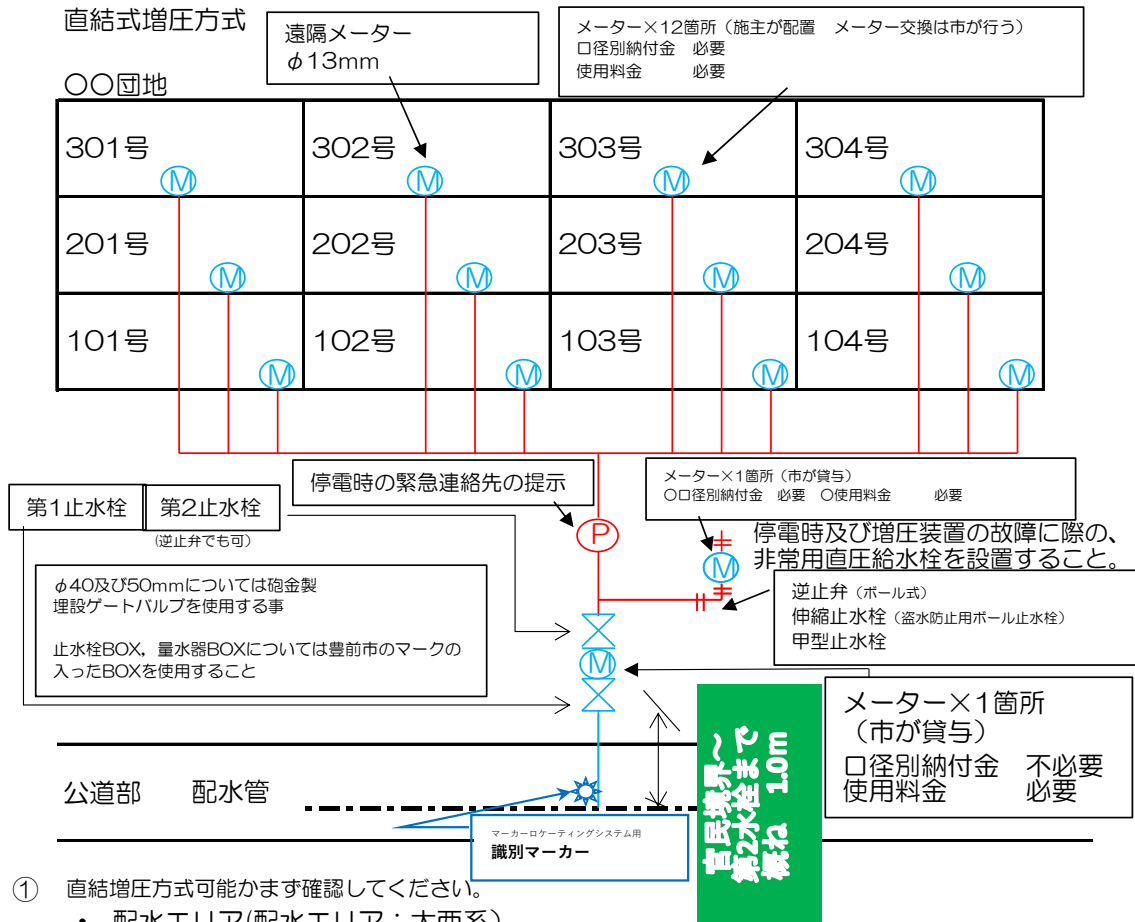 直結式増圧方式
〇〇団地
遠隔メーター
φ13mm
メーター×12箇所（施主が配置　メーター交換は市が行う）
口径別納付金　必要
使用料金　　　必要
301号
302号
303号
304号
M
M
M
M
201号
202号
203号
204号
M
M
M
M
101号
102号
103号
104号
M
M
M
M
停電時の緊急連絡先の提示
メーター×1箇所（市が貸与）
〇口径別納付金　必要　〇使用料金　　　必要
第1止水栓
第2止水栓
(逆止弁でも可)
P
停電時及び増圧装置の故障に際の、
非常用直圧給水栓を設置すること。
M
φ40及び50mmについては砲金製
埋設ゲートバルブを使用する事
止水栓BOX，量水器BOXについては豊前市のマークの
入ったBOXを使用すること
逆止弁（ボール式）
伸縮止水栓（盗水防止用ボール止水栓）
甲型止水栓
M
メーター×1箇所
（市が貸与）
口径別納付金　不必要
使用料金　　　必要
官民境界～
第2水栓まで
概ね　1.0m
公道部　配水管
マーカーロケーティングシステム用
識別マーカー
①　直結増圧方式可能かまず確認してください。
• 配水エリア(配水エリア：大西系)